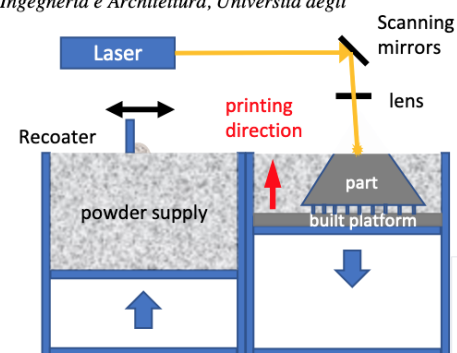 Ingegneria e Architettura, Università degli
Scanning
mirrors
Laser
lens
printing
direction
Recoater
part
powder supply
built platform